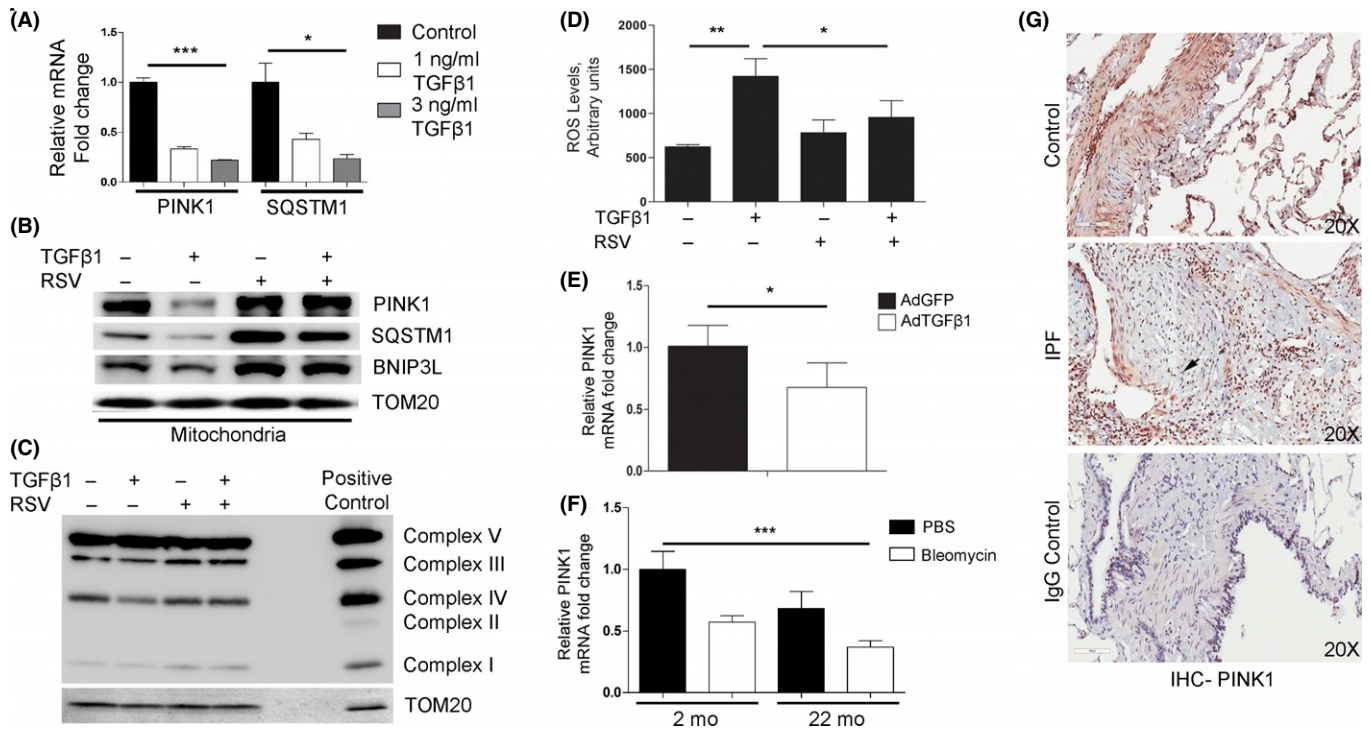 (A)
Relative mRNA
Fold change
1.0
0.5
0.0
***
*
PINK1
SQSTM1
Control
1 ng/ml
TGFβ1
3 ng/ml
TGFβ1
(B)
TGFβ1 – + – +
RSV – – + +
PINK1
SQSTM1
BNIP3L
TOM20
Mitochondria
(C)
TGFβ1 – + – + Positive
RSV – – + + Control
Complex V
Complex III
Complex IV
Complex II
Complex I
TOM20
(D)
ROS Levels,
Arbitrary units
2000
1500
1000
500
0
**
*
TGFβ1 – + – +
RSV – – + +
(E)
Relative PINK1
mRNA fold change
1.5
1.0
0.5
0.0
*
AdGFP
AdTGFβ1
(F)
Relative PINK1
mRNA fold change
1.5
1.0
0.5
0.0
***
PBS
Bleomycin
2 mo
22 mo
(G)
Control
20X
IPF
20X
IgG Control
20X
IHC- PINK1